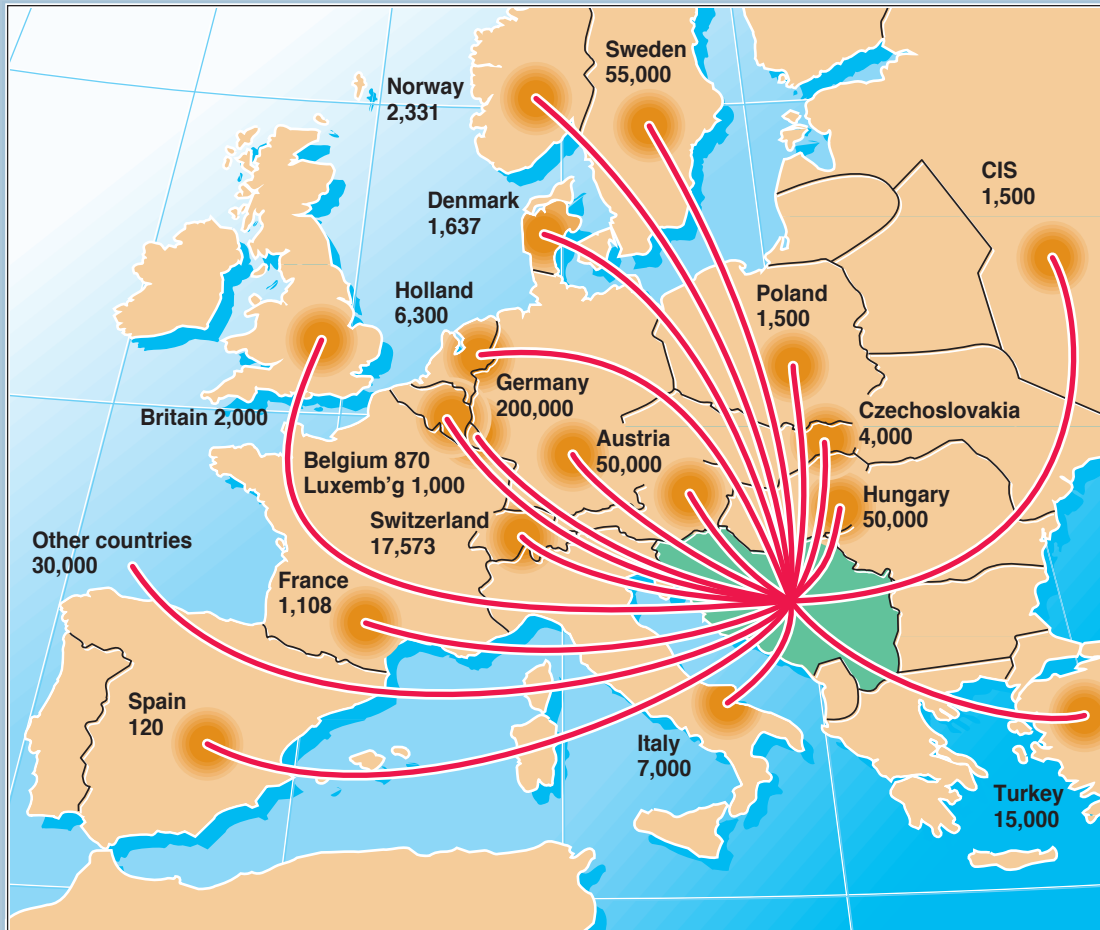 Sweden
55,000
Norway
2,331
CIS
1,500
Denmark
1,637
Holland
6,300
Poland
1,500
Germany
200,000
Britain 2,000
Czechoslovakia
4,000
Austria
50,000
Belgium 870
Luxemb’g 1,000
Hungary
50,000
Switzerland
17,573
Other countries
30,000
France
1,108
Spain
120
Italy
7,000
Turkey
15,000